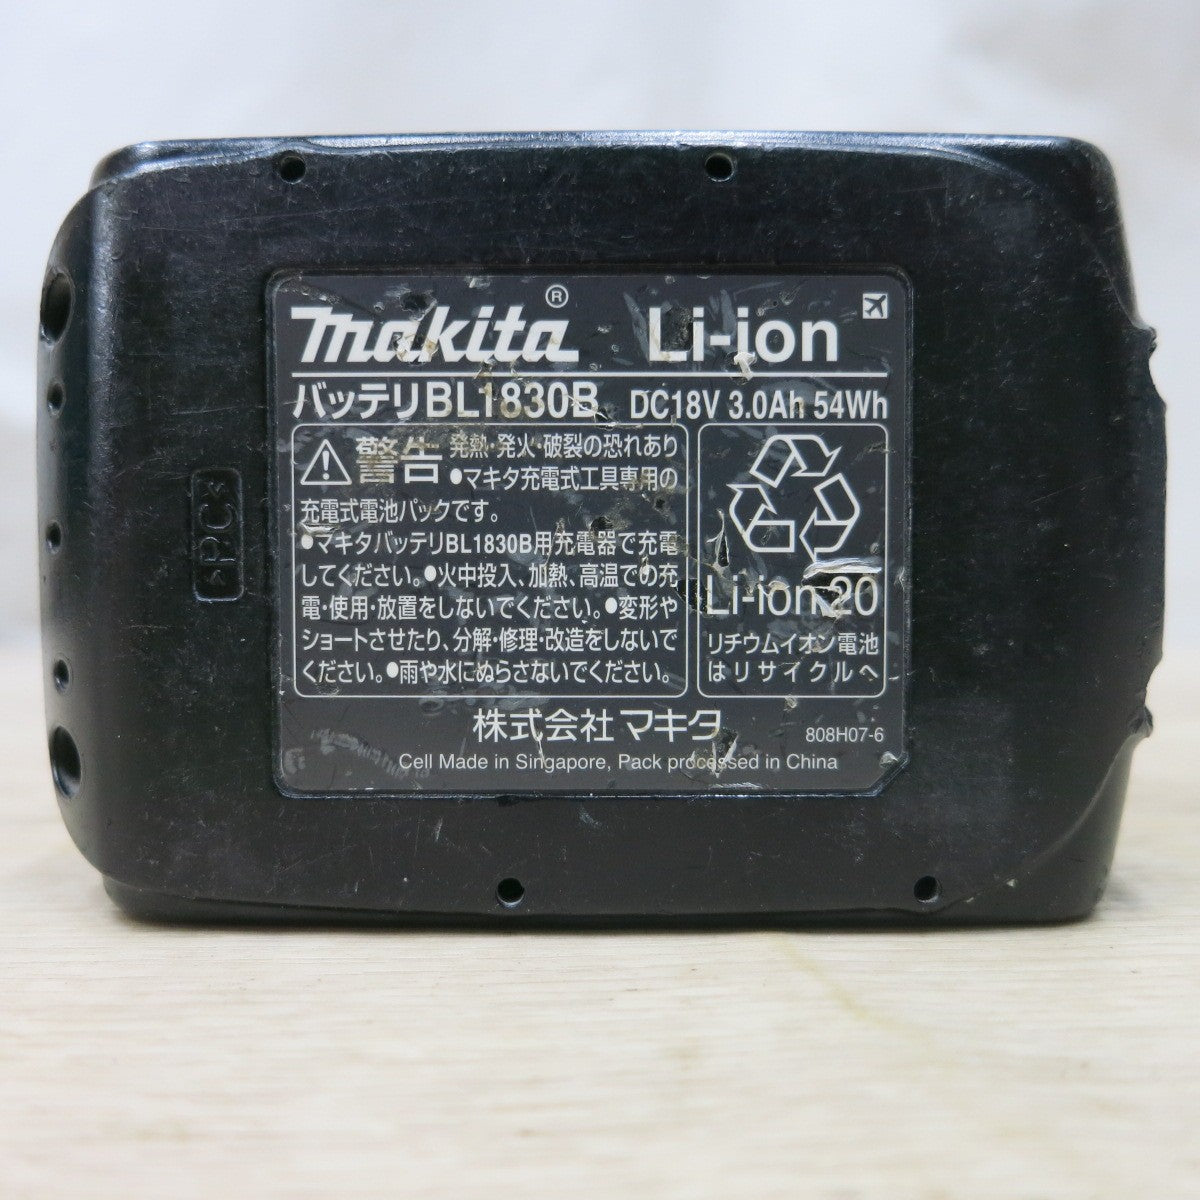 makita® Li-ion
バッテリBL1830B DC18V 3.0Ah 54Wh
警告 発熱・発火・破裂の恐れあり
●マキタ充電式工具専用の
充電式電池パックです。
●マキタバッテリBL1830B用充電器で充電
してください。●火中投入、加熱、高温での充
電・使用・放置をしないでください。●変形や
ショートさせたり、分解・修理・改造をしないで
ください。●雨や水にぬらさないでください。
Li-ion 20
リチウムイオン電池
はリサイクルへ
株式会社マキタ 808H07-6
Cell Made in Singapore, Pack processed in China
>PC<